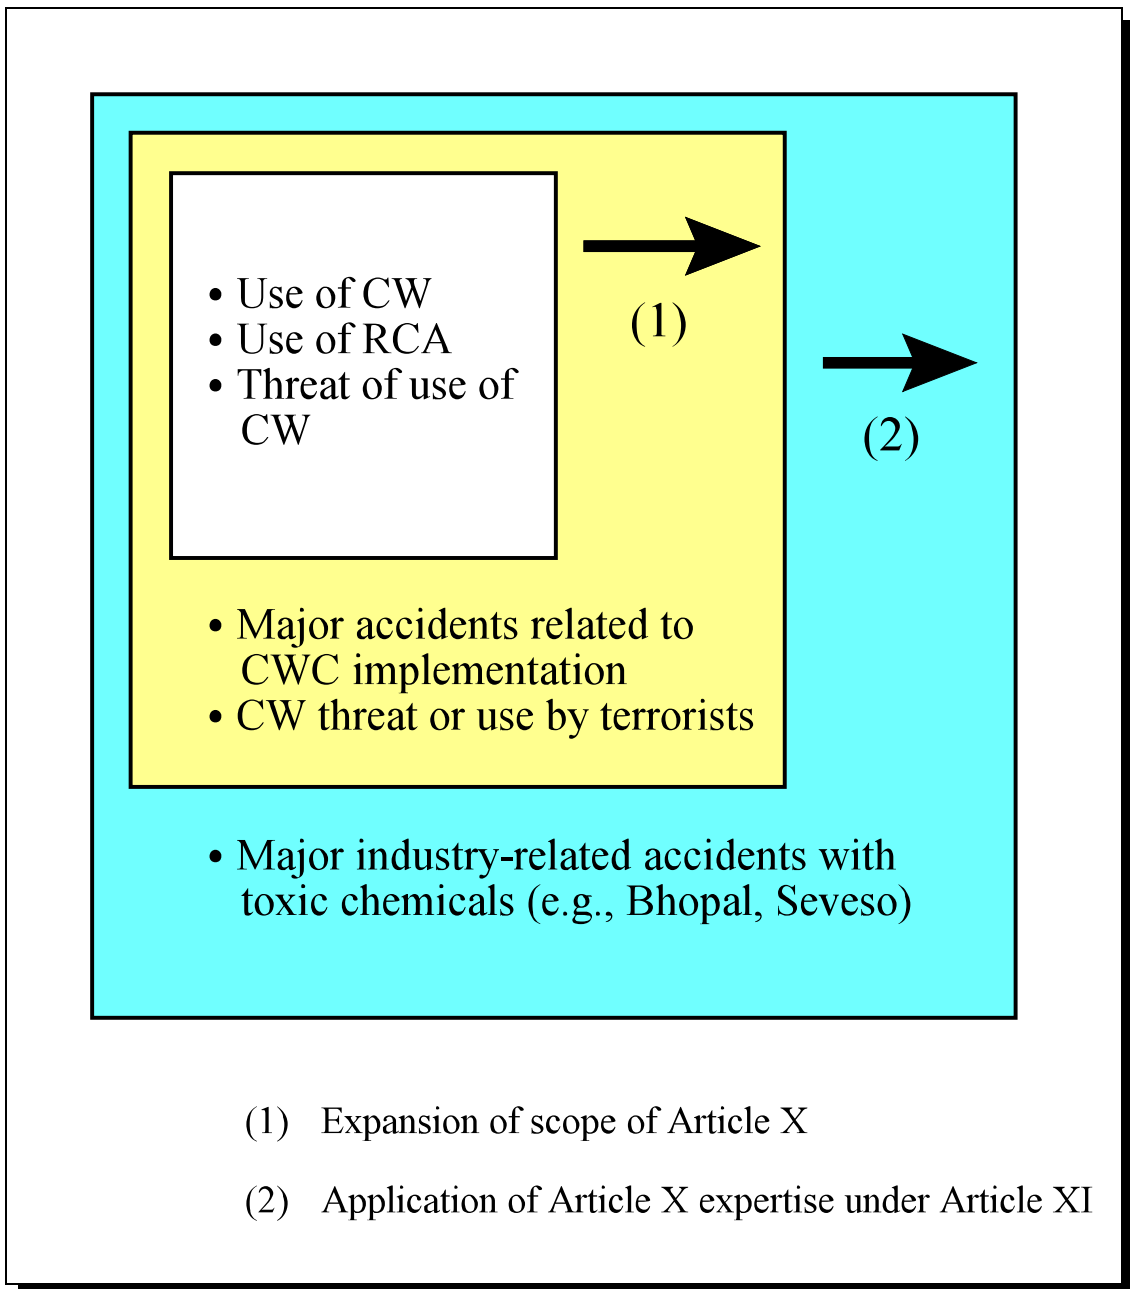 • Use of CW
• Use of RCA
• Threat of use of
CW
(1)
(2)
• Major accidents related to
CWC implementation
• CW threat or use by terrorists
• Major industry-related accidents with
toxic chemicals (e.g., Bhopal, Seveso)
(1) Expansion of scope of Article X
(2) Application of Article X expertise under Article XI